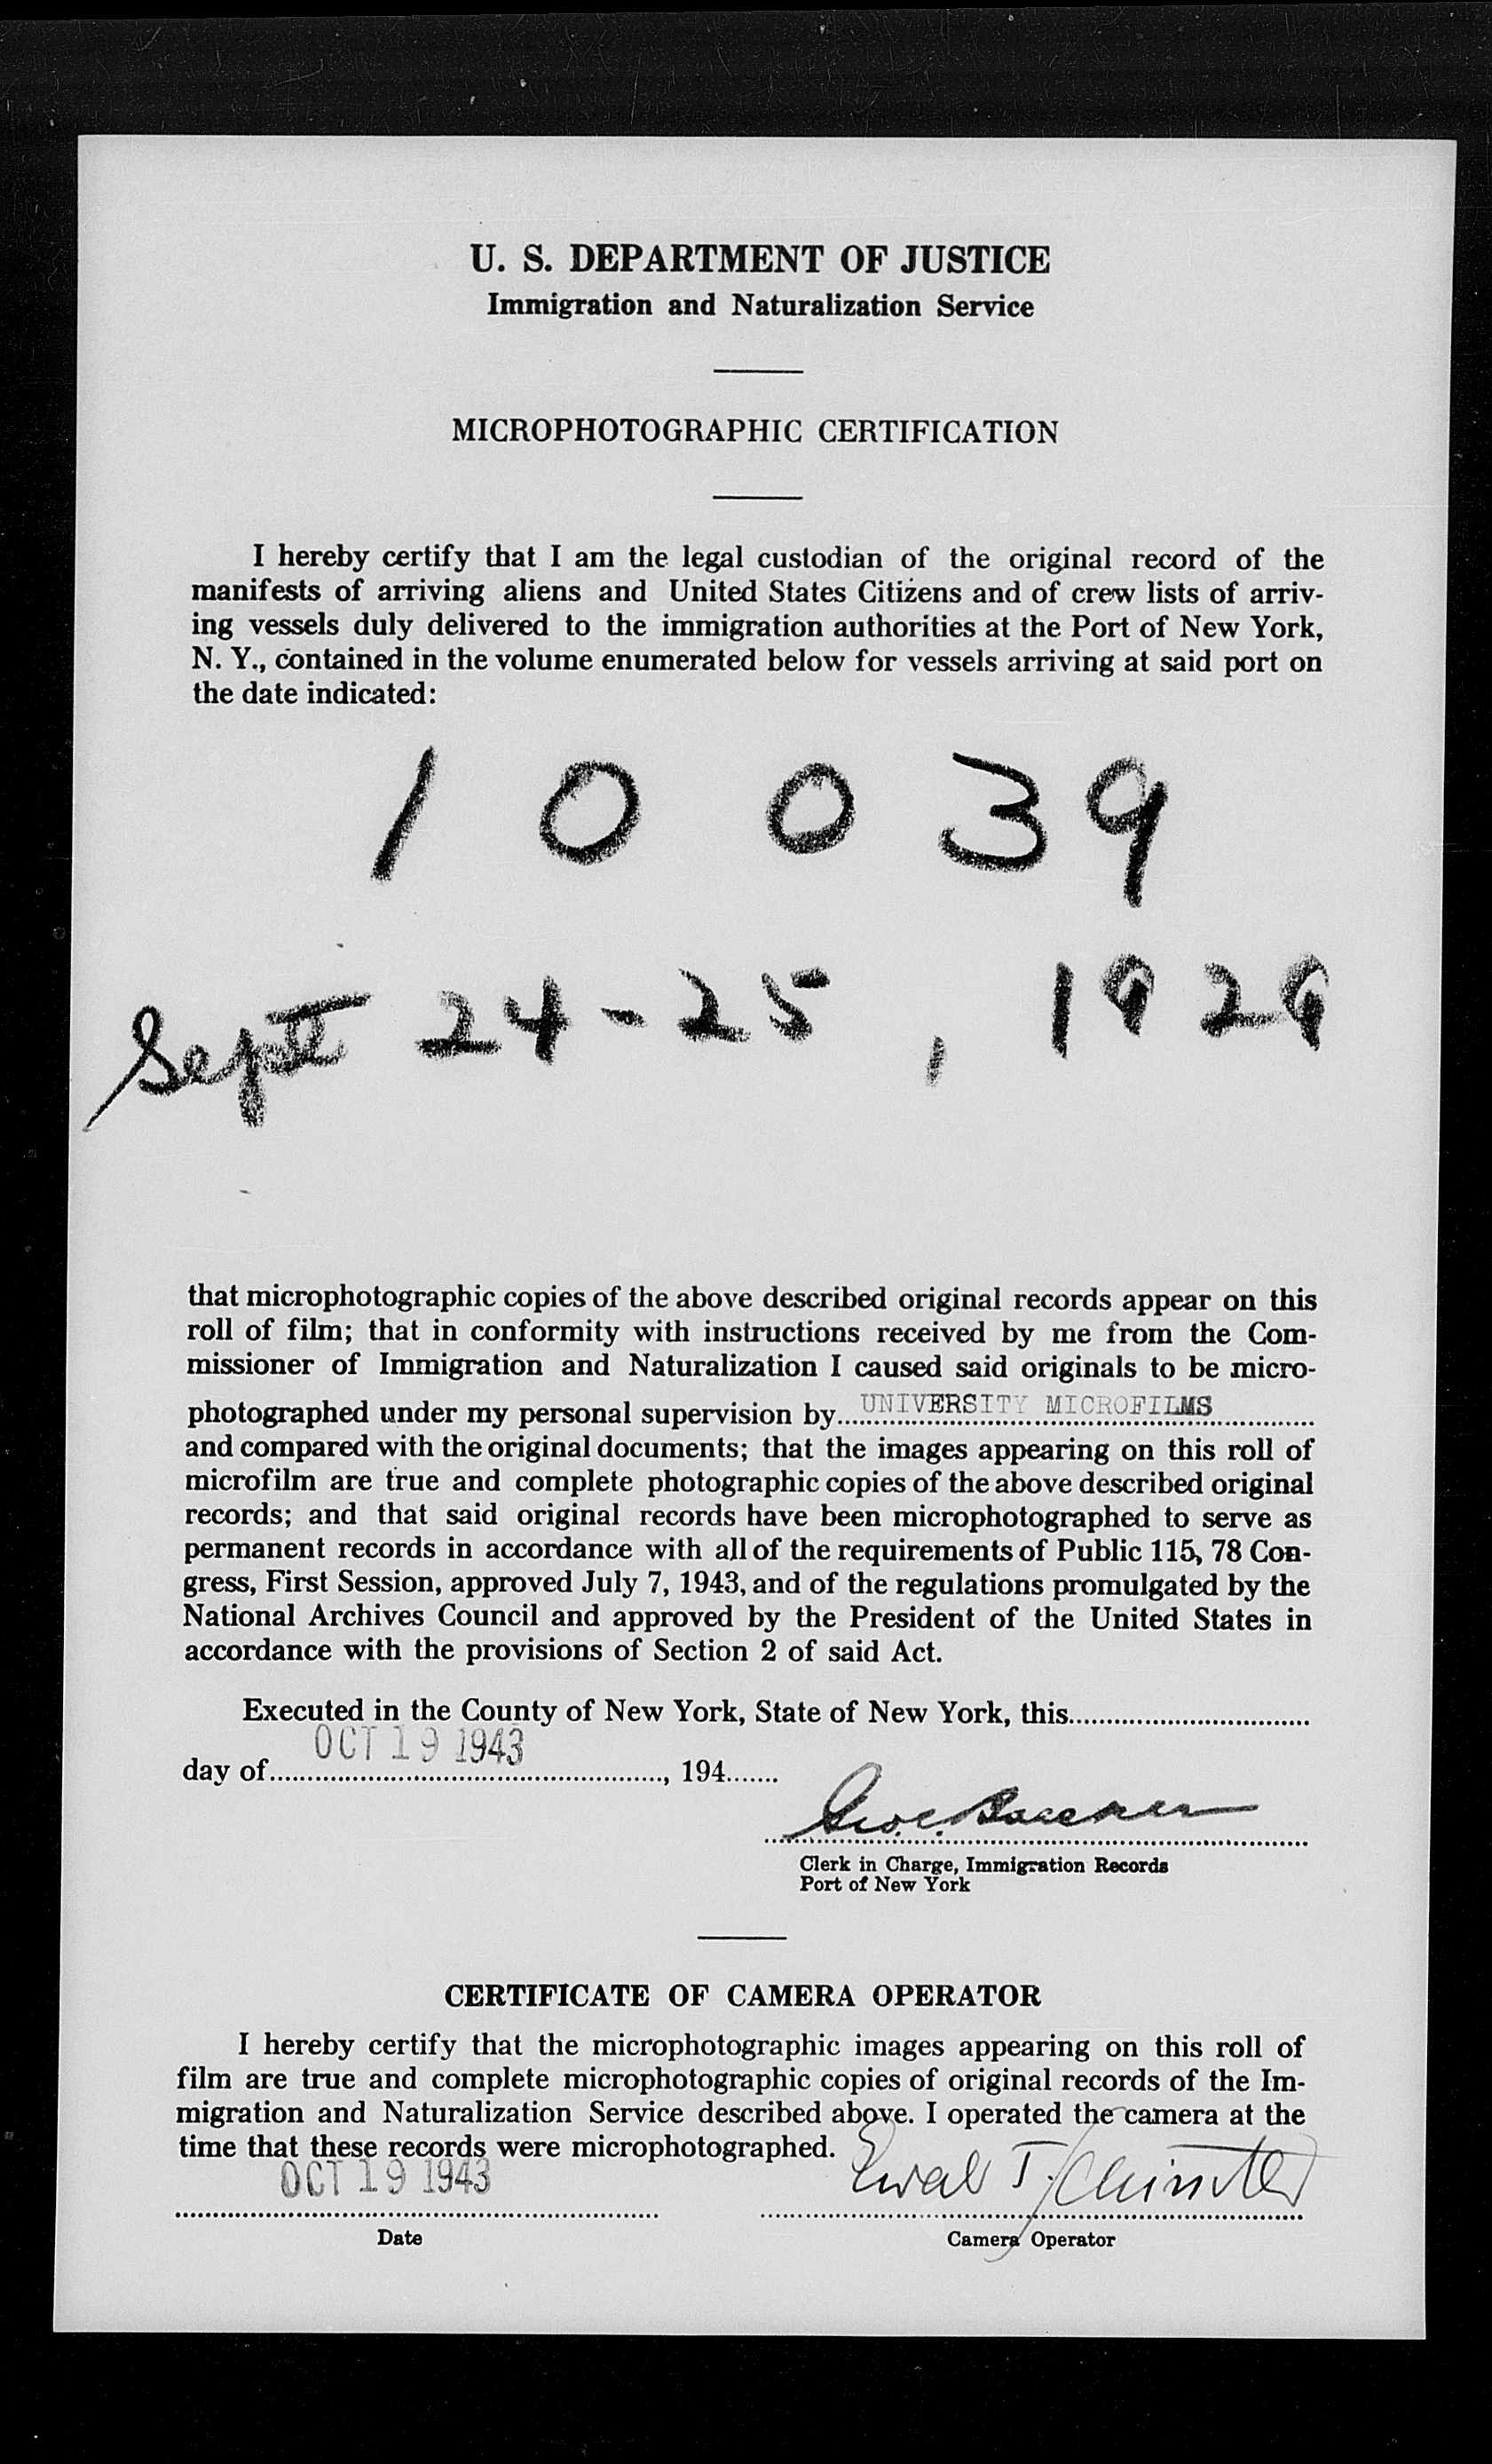 U. S. DEPARTMENT OF JUSTICE
Immigration and Naturalization Service
MICROPHOTOGRAPHIC CERTIFICATION
I hereby certify that I am the legal custodian of the original record of the
manifests of arriving aliens and United States Citizens and of crew lists of arriv-
ing vessels duly delivered to the immigration authorities at the Port of New York,
N. Y., contained in the volume enumerated below for vessels arriving at said port on
the date indicated:
10039
Sept 24-25, 1929
that microphotographic copies of the above described original records appear on this
roll of film; that in conformity with instructions received by me from the Com-
missioner of Immigration and Naturalization I caused said originals to be micro-
photographed under my personal supervision by UNIVERSITY MICROFILMS
and compared with the original documents; that the images appearing on this roll of
microfilm are true and complete photographic copies of the above described original
records; and that said original records have been microphotographed to serve as
permanent records in accordance with all of the requirements of Public 115, 78 Con-
gress, First Session, approved July 7, 1943, and of the regulations promulgated by the
National Archives Council and approved by the President of the United States in
accordance with the provisions of Section 2 of said Act.
Executed in the County of New York, State of New York, this
OCT 19 1943
day of , 194
Clerk in Charge, Immigration Records
Port of New York
CERTIFICATE OF CAMERA OPERATOR
I hereby certify that the microphotographic images appearing on this roll of
film are true and complete microphotographic copies of original records of the Im-
migration and Naturalization Service described above. I operated the camera at the
time that these records were microphotographed.
OCT 19 1943
Date
Camera Operator